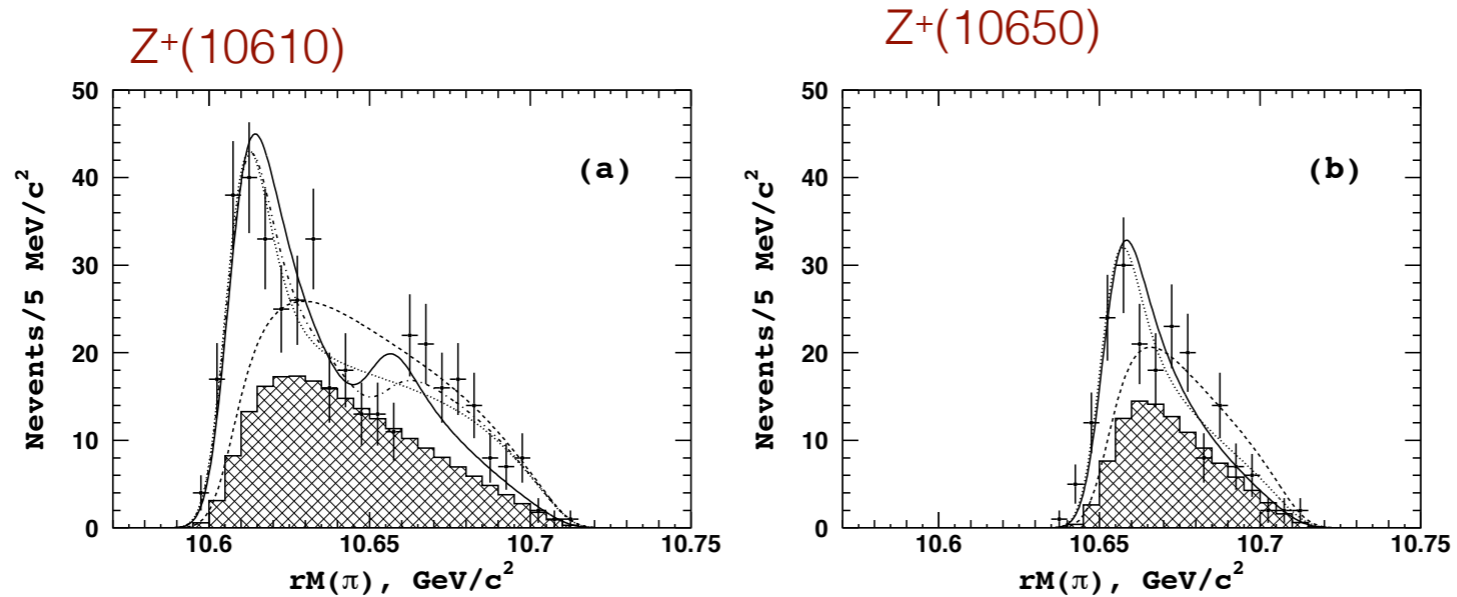 Z⁺(10610)
Z⁺(10650)
(a)
Nevents/5 MeV/c²
50
40
30
20
10
0
10.6
10.65
10.7
10.75
rM(π), GeV/c²
(b)
Nevents/5 MeV/c²
50
40
30
20
10
0
10.6
10.65
10.7
10.75
rM(π), GeV/c²